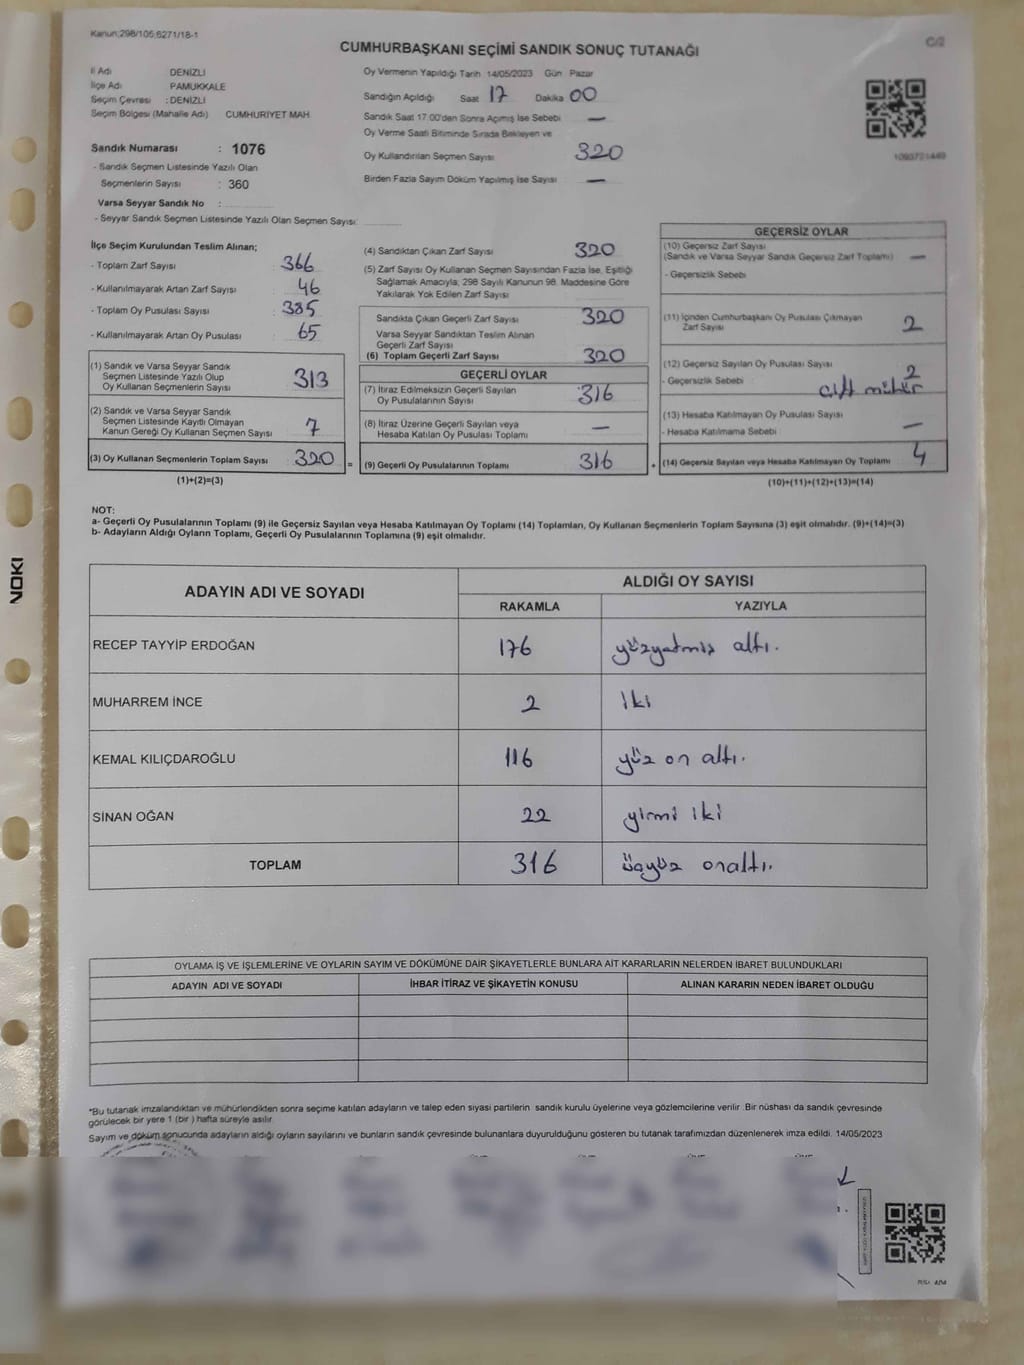 Kanun:298/105;6271/18-1
CUMHURBAŞKANI SEÇİMİ SANDIK SONUÇ TUTANAĞI
C/2
İl Adı DENİZLİ
İlçe Adı PAMUKKALE
Seçim Çevresi : DENİZLİ
Seçim Bölgesi (Mahalle Adı) CUMHURİYET MAH.
Sandık Numarası : 1076
- Sandık Seçmen Listesinde Yazılı Olan
Seçmenlerin Sayısı : 360
Varsa Seyyar Sandık No :
- Seyyar Sandık Seçmen Listesinde Yazılı Olan Seçmen Sayısı:
Oy Vermenin Yapıldığı Tarih 14/05/2023 Gün Pazar
Sandığın Açıldığı Saat 17 Dakika 00
Sandık Saat 17.00'den Sonra Açımış İse Sebebi —
Oy Verme Saati Bitiminde Sırada Bekleyen ve
Oy Kullandırılan Seçmen Sayısı 320
Birden Fazla Sayım Döküm Yapılmış İse Sayısı —
İlçe Seçim Kurulundan Teslim Alınan;
- Toplam Zarf Sayısı 366
- Kullanılmayarak Artan Zarf Sayısı 46
- Toplam Oy Pusulası Sayısı 385
- Kullanılmayarak Artan Oy Pusulası 65
(1) Sandık ve Varsa Seyyar Sandık
Seçmen Listesinde Yazılı Olup
Oy Kullanan Seçmenlerin Sayısı 313
(2) Sandık ve Varsa Seyyar Sandık
Seçmen Listesinde Kayıtlı Olmayan
Kanun Gereği Oy Kullanan Seçmen Sayısı 7
(3) Oy Kullanan Seçmenlerin Toplam Sayısı 320 =
(1)+(2)=(3)
(4) Sandıktan Çıkan Zarf Sayısı 320
(5) Zarf Sayısı Oy Kullanan Seçmen Sayısından Fazla İse, Eşitliği
Sağlamak Amacıyla; 298 Sayılı Kanunun 98. Maddesine Göre
Yakılarak Yok Edilen Zarf Sayısı
Sandıkta Çıkan Geçerli Zarf Sayısı 320
Varsa Seyyar Sandıktan Teslim Alınan
Geçerli Zarf Sayısı
(6) Toplam Geçerli Zarf Sayısı 320
GEÇERLİ OYLAR
(7) İtiraz Edilmeksizin Geçerli Sayılan
Oy Pusulalarının Sayısı 316
(8) İtiraz Üzerine Geçerli Sayılan veya
Hesaba Katılan Oy Pusulası Toplamı —
(9) Geçerli Oy Pusulalarının Toplamı 316 +
GEÇERSİZ OYLAR
(10) Geçersiz Zarf Sayısı
(Sandık ve Varsa Seyyar Sandık Geçersiz Zarf Toplamı) —
- Geçersizlik Sebebi
(11) İçinden Cumhurbaşkanı Oy Pusulası Çıkmayan
Zarf Sayısı 2
(12) Geçersiz Sayılan Oy Pusulası Sayısı 2
- Geçersizlik Sebebi çift mühür
(13) Hesaba Katılmayan Oy Pusulası Sayısı —
- Hesaba Katılmama Sebebi
(14) Geçersiz Sayılan veya Hesaba Katılmayan Oy Toplamı 4
(10)+(11)+(12)+(13)=(14)
NOT:
a- Geçerli Oy Pusulalarının Toplamı (9) ile Geçersiz Sayılan veya Hesaba Katılmayan Oy Toplamı (14) Toplamları, Oy Kullanan Seçmenlerin Toplam Sayısına (3) eşit olmalıdır. (9)+(14)=(3)
b- Adayların Aldığı Oyların Toplamı, Geçerli Oy Pusulalarının Toplamına (9) eşit olmalıdır.
ADAYIN ADI VE SOYADI
ALDIĞI OY SAYISI
RAKAMLA YAZIYLA
RECEP TAYYİP ERDOĞAN 176 yüzyetmiş altı.
MUHARREM İNCE 2 iki
KEMAL KILIÇDAROĞLU 116 yüz on altı.
SİNAN OĞAN 22 yirmi iki
TOPLAM 316 üçyüz onaltı.
OYLAMA İŞ VE İŞLEMLERİNE VE OYLARIN SAYIM VE DÖKÜMÜNE DAİR ŞİKAYETLERLE BUNLARA AİT KARARLARIN NELERDEN İBARET BULUNDUKLARI
ADAYIN ADI VE SOYADI İHBAR İTİRAZ VE ŞİKAYETİN KONUSU ALINAN KARARIN NEDEN İBARET OLDUĞU
*Bu tutanak imzalandıktan ve mühürlendikten sonra seçime katılan adayların ve talep eden siyasi partilerin sandık kurulu üyelerine veya gözlemcilerine verilir. Bir nüshası da sandık çevresinde
görülecek bir yere 1 (bir ) hafta süreyle asılır.
Sayım ve döküm sonucunda adayların aldığı oyların sayılarını ve bunların sandık çevresinde bulunanlara duyurulduğunu gösteren bu tutanak tarafımızdan düzenlenerek imza edildi. 14/05/2023
NOKI